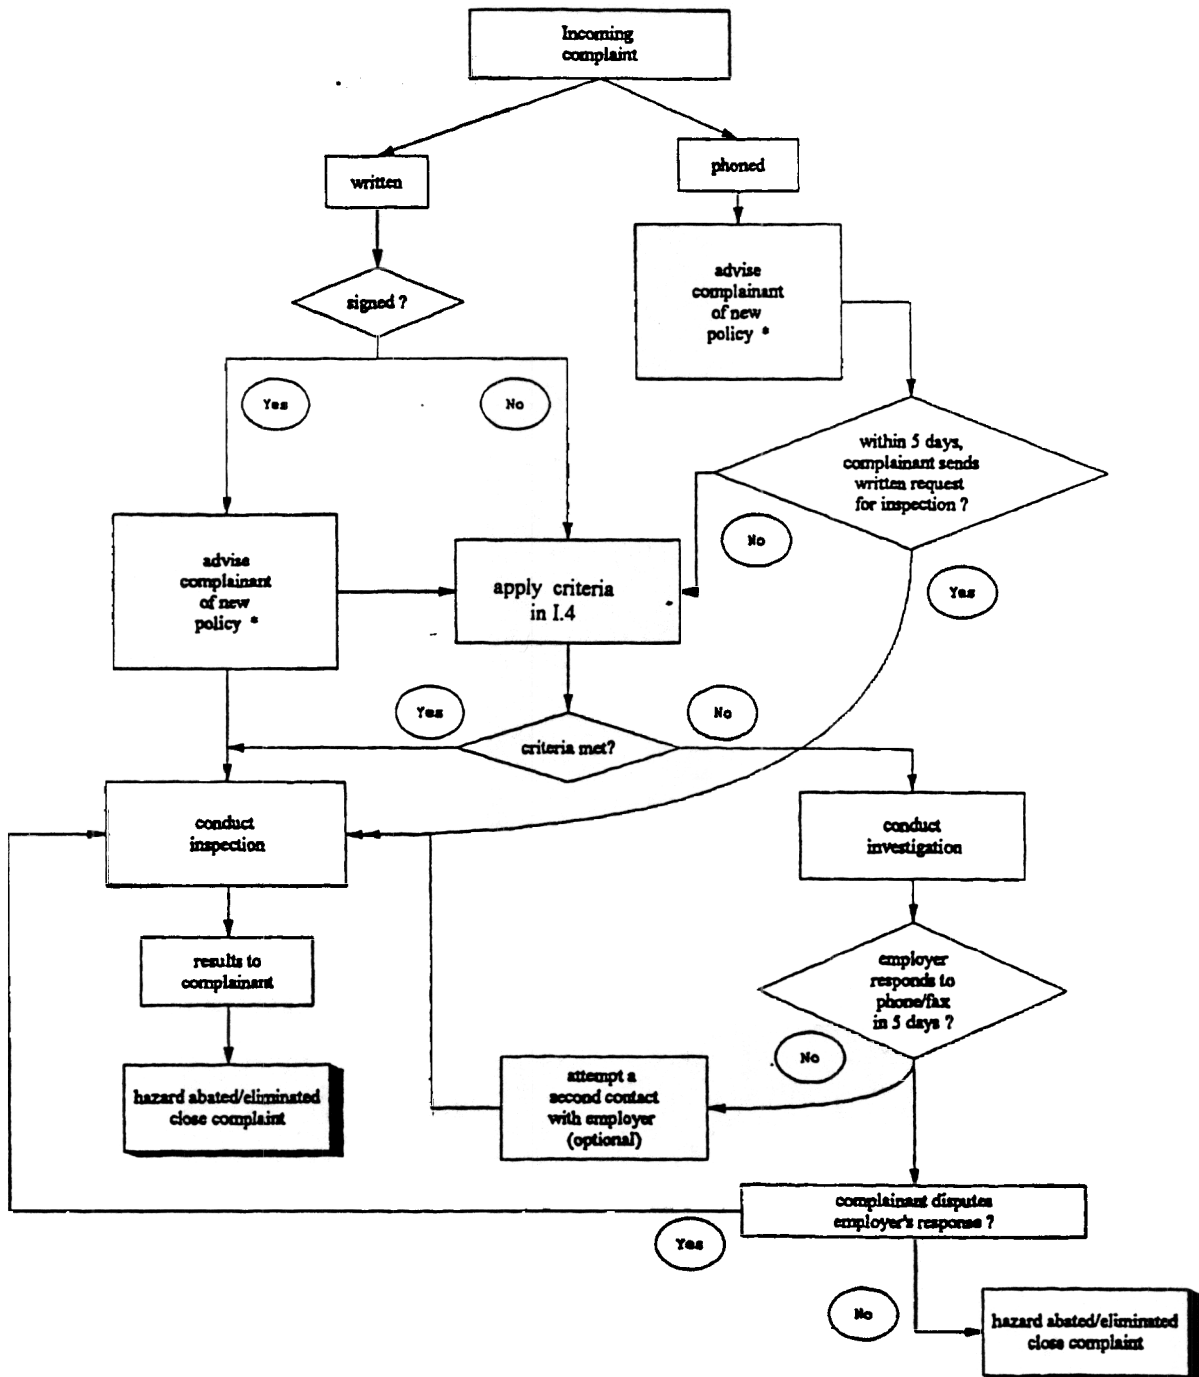 Incoming
complaint
written
phoned
signed ?
advise
complainant
of new
policy *
Yes
No
within 5 days,
complainant sends
written request
for inspection ?
No
Yes
advise
complainant
of new
policy *
apply criteria
in I.4
Yes
No
criteria met?
conduct
inspection
conduct
investigation
results to
complainant
employer
responds to
phone/fax
in 5 days ?
No
hazard abated/eliminated
close complaint
attempt a
second contact
with employer
(optional)
complainant disputes
employer's response ?
Yes
No
hazard abated/eliminated
close complaint